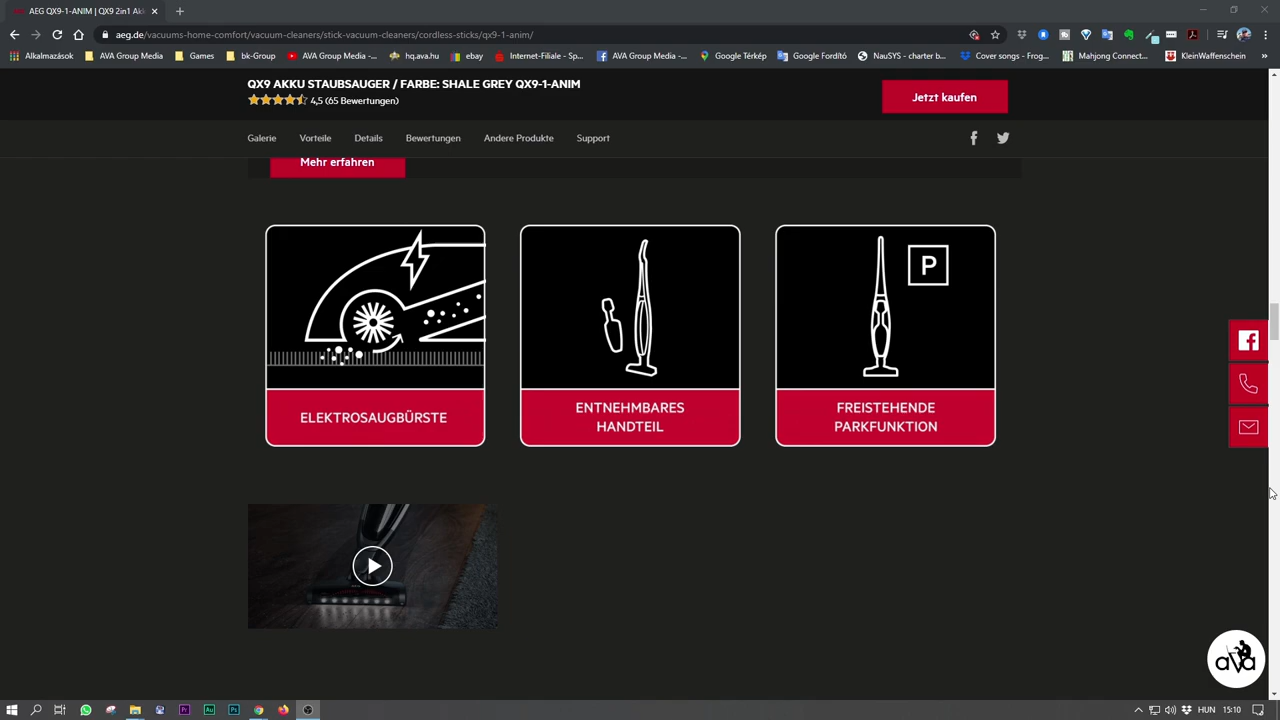 AEG QX9-1-ANIM | QX9 2in1 Akk
aeg.de/vacuums-home-comfort/vacuum-cleaners/stick-vacuum-cleaners/cordless-sticks/qx9-1-anim/
Alkalmazások
AVA Group Media
Games
bk-Group
AVA Group Media -...
hq.ava.hu
ebay
Internet-Filiale - Sp...
AVA Group Media -...
Google Térkép
Google Fordító
NauSYS - charter b...
Cover songs - Frog...
Mahjong Connect...
KleinWaffenschein
»
QX9 AKKU STAUBSAUGER / FARBE: SHALE GREY QX9-1-ANIM
4,5 (65 Bewertungen)
Jetzt kaufen
Galerie
Vorteile
Details
Bewertungen
Andere Produkte
Support
Mehr erfahren
P
ELEKTROSAUGBÜRSTE
ENTNEHMBARES
HANDTEIL
FREISTEHENDE
PARKFUNKTION
ava
HUN
15:10